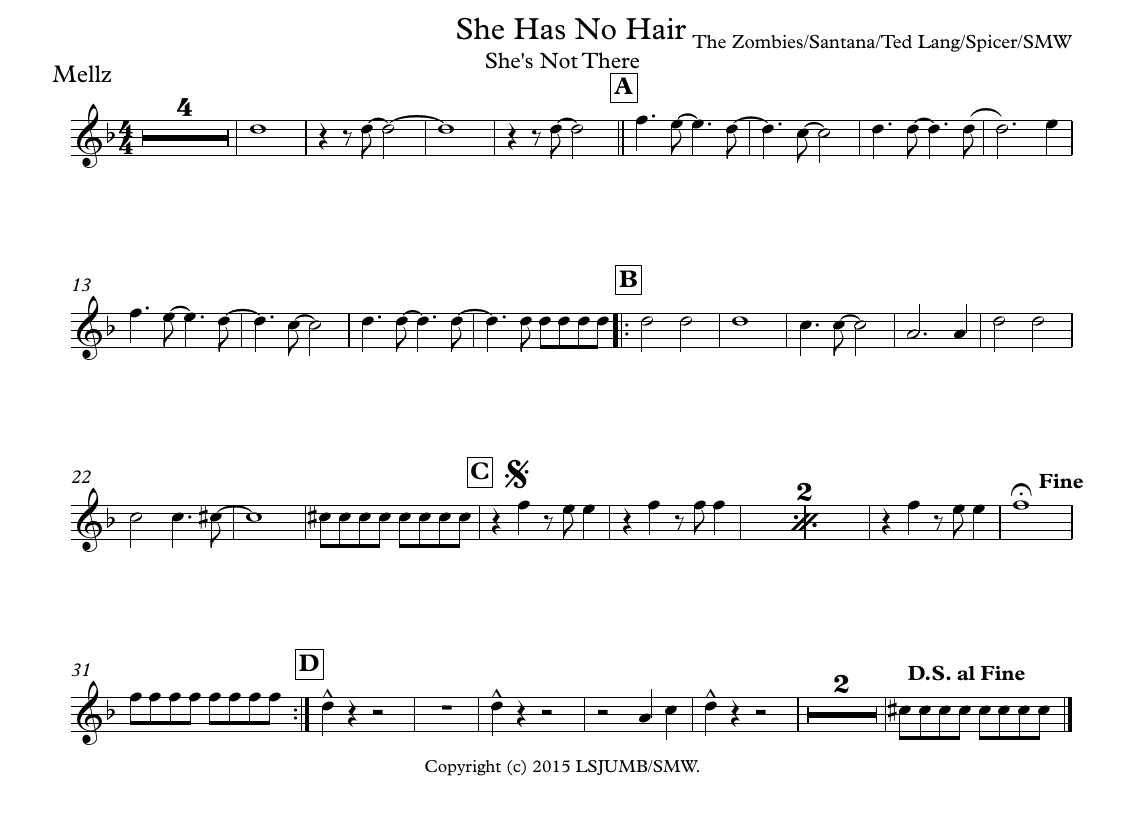 She Has No Hair
The Zombies/Santana/Ted Lang/Spicer/SMW
She's Not There
Mellz
A
4
4
4
13
B
22
C
2
Fine
31
D
2
D.S. al Fine
Copyright (c) 2015 LSJUMB/SMW.